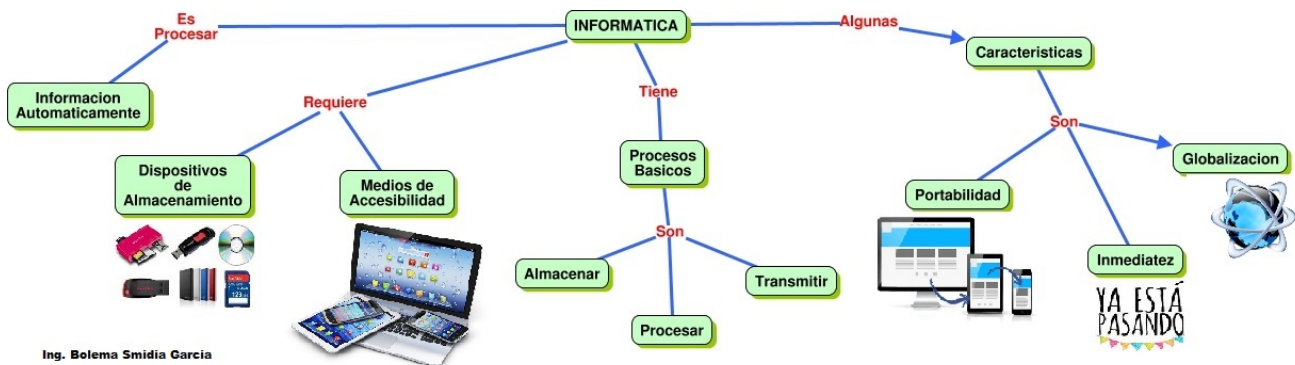 Es
Procesar
INFORMATICA
Algunas
Caracteristicas
Informacion
Automaticamente
Requiere
Tiene
Son
Dispositivos
de
Almacenamiento
Medios de
Accesibilidad
Procesos
Basicos
Portabilidad
Globalizacion
Son
Almacenar
Transmitir
Procesar
Inmediatez
YA ESTÁ
PASANDO
Ing. Bolema Smidia Garcia